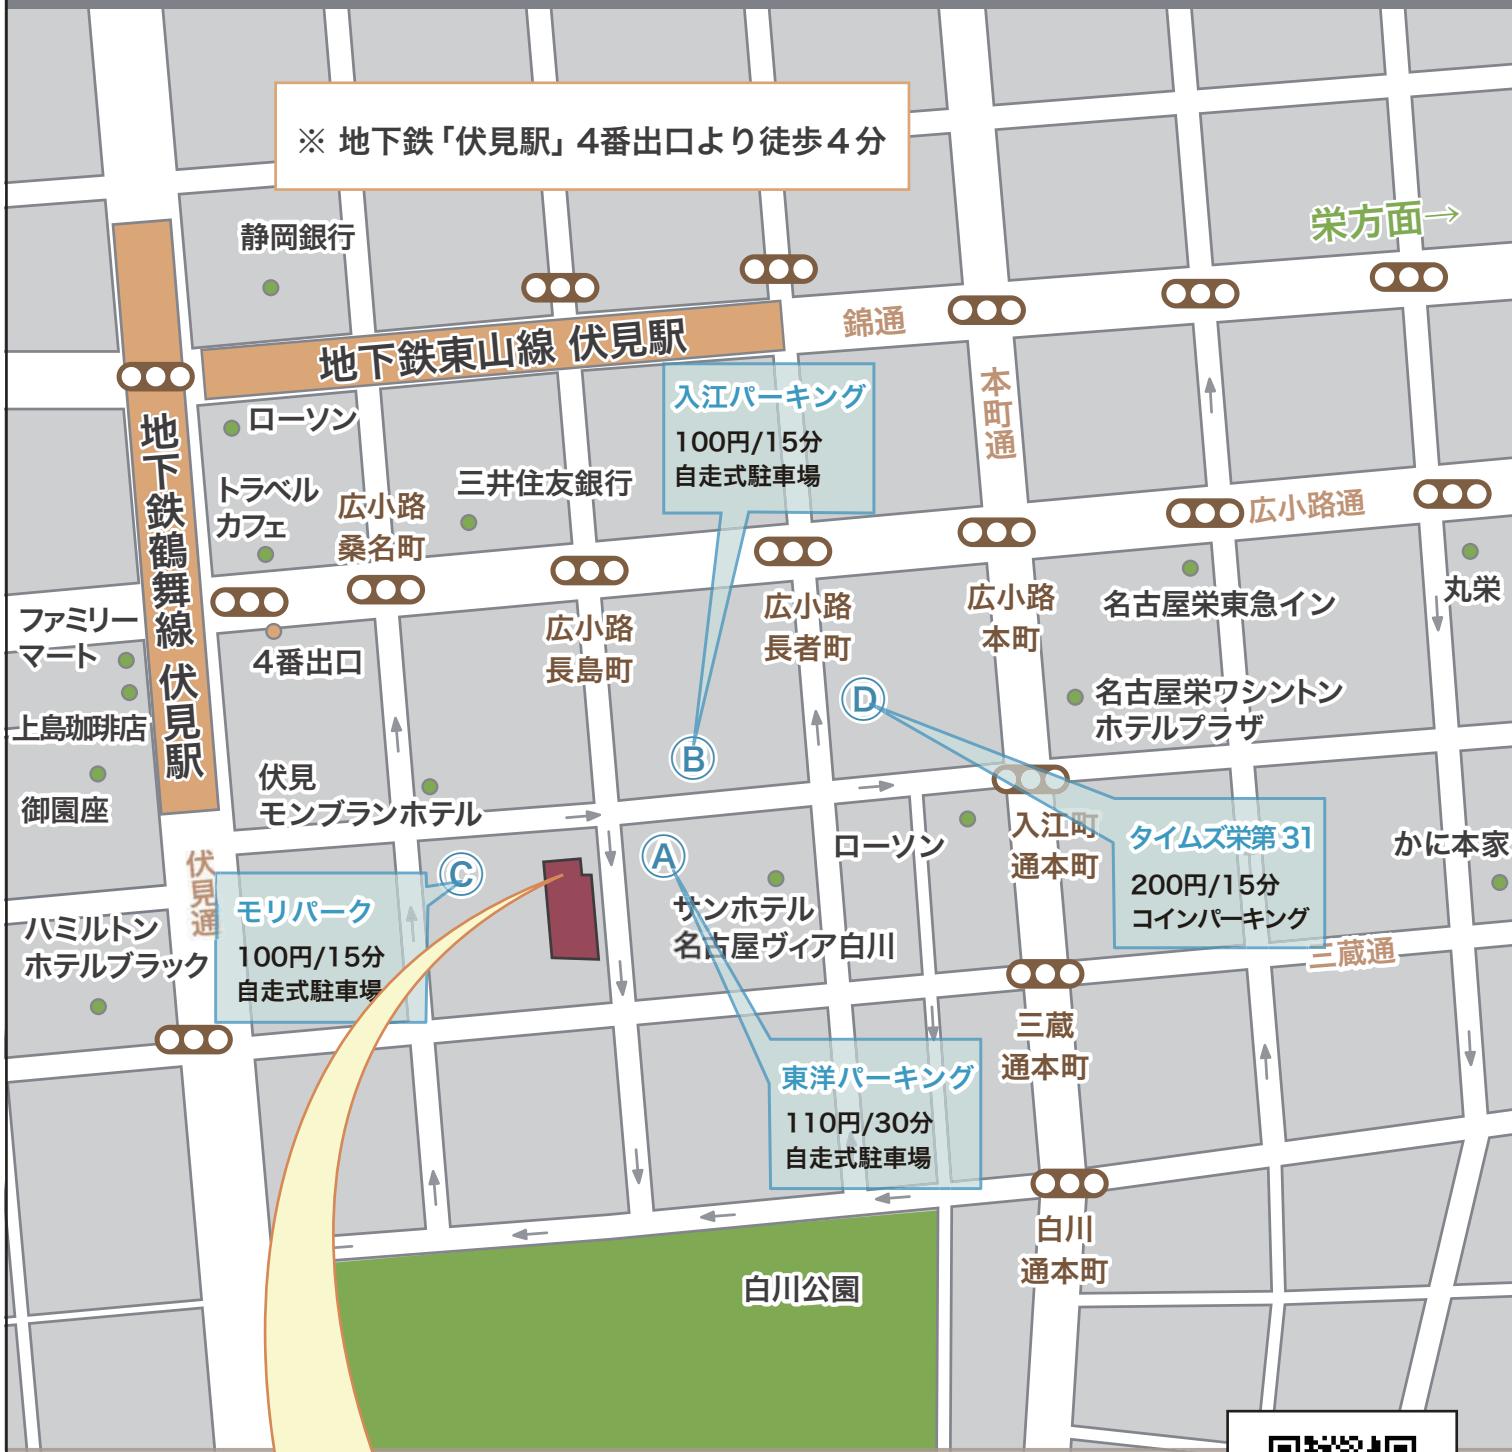 ※ 地下鉄「伏見駅」4番出口より徒歩4分
栄方面→
静岡銀行
錦通
地下鉄東山線 伏見駅
本町通
入江パーキング
100円/15分
自走式駐車場
ローソン
地下鉄鶴舞線 伏見駅
トラベル
カフェ
広小路
桑名町
三井住友銀行
広小路通
ファミリー
マート
4番出口
広小路
長島町
広小路
長者町
広小路
本町
名古屋栄東急イン
丸栄
上島珈琲店
御園座
伏見
モンブランホテル
B
D
名古屋栄ワシントン
ホテルプラザ
伏見通
C
A
ローソン
入江町
通本町
タイムズ栄第31
200円/15分
コインパーキング
かに本家
ハミルトン
ホテルブラック
モリパーク
100円/15分
自走式駐車場
サンホテル
名古屋ヴィア白川
三蔵通
三蔵
通本町
東洋パーキング
110円/30分
自走式駐車場
白川
通本町
白川公園